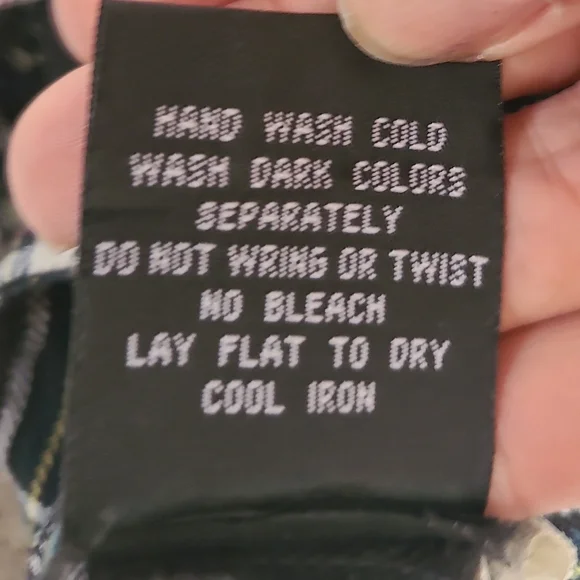 HAND WASH COLD
WASH DARK COLORS
SEPARATELY
DO NOT WRING OR TWIST
NO BLEACH
LAY FLAT TO DRY
COOL IRON